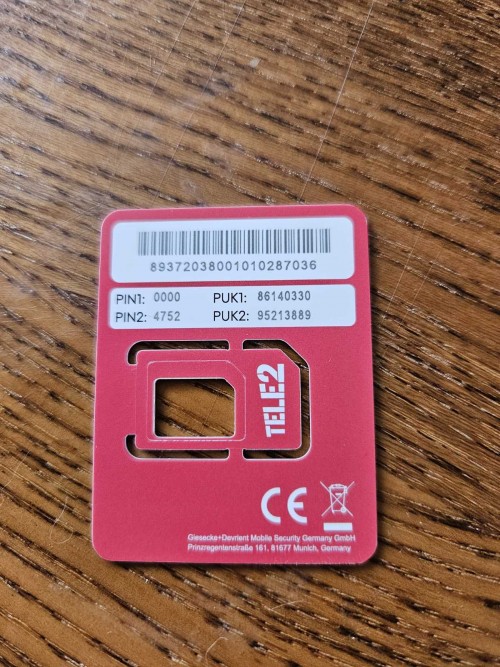 89372038001010287036
PIN1: 0000 PUK1: 86140330
PIN2: 4752 PUK2: 95213889
TELE2
CE
Giesecke+Devrient Mobile Security Germany GmbH
Prinzregentenstraße 161, 81677 Munich, Germany